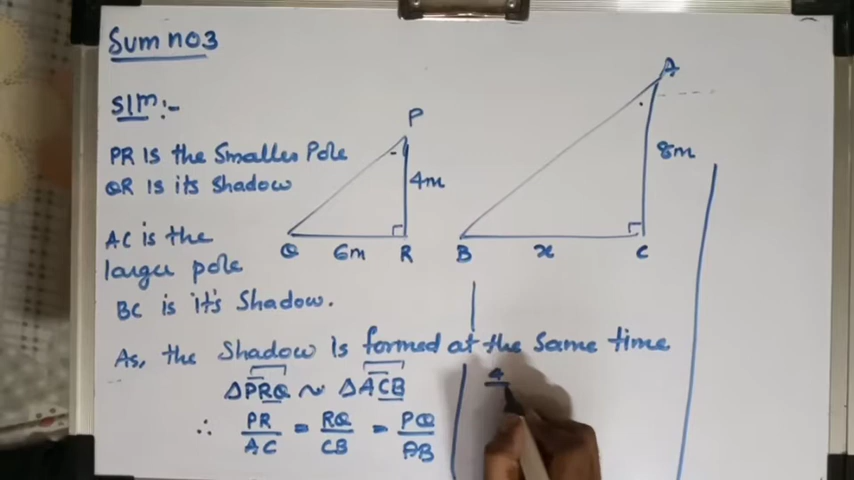 Sum no3
Slm:-
PR is the Smaller Pole
QR is its Shadow
AC is the
larger pole
BC is it's Shadow.
P
4m
Q 6m R
A
8m
B x C
As, the Shadow is formed at the Same time
ΔPRQ ~ ΔACB
∴ PR/AC = RQ/CB = PQ/AB
4